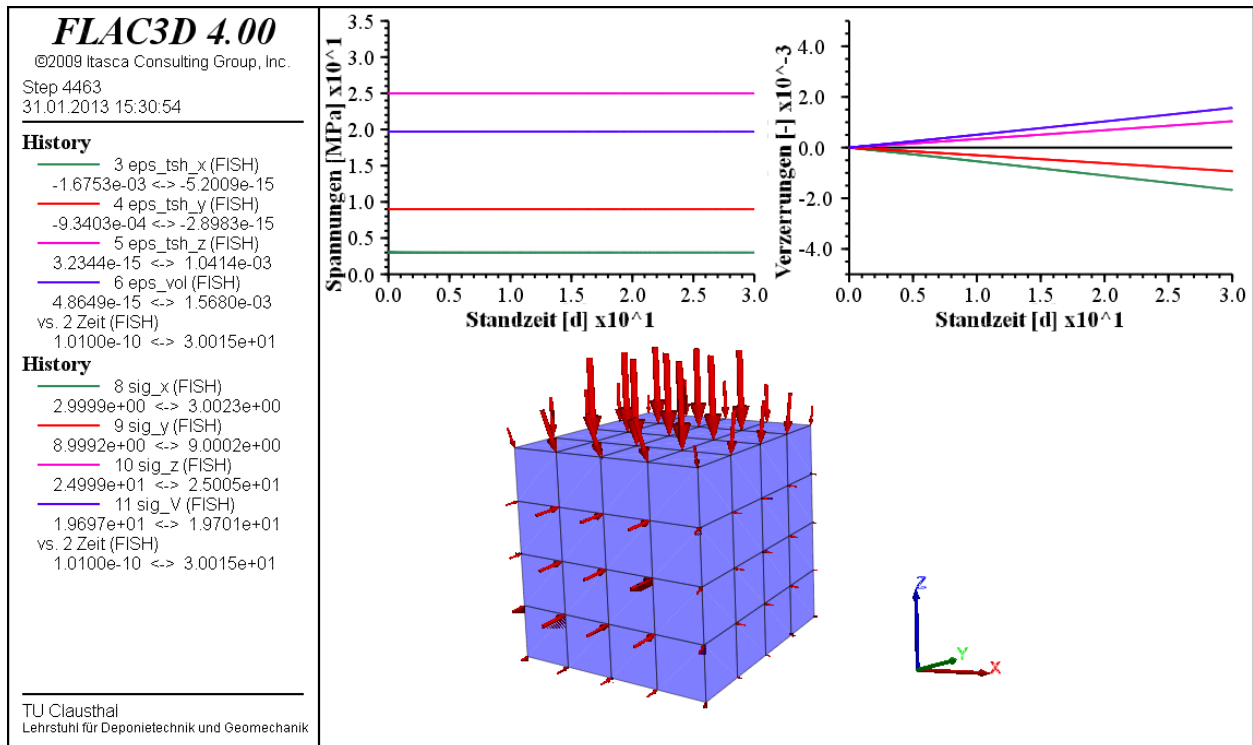 FLAC3D 4.00
©2009 Itasca Consulting Group, Inc.
Step 4463
31.01.2013 15:30:54
History
3 eps_tsh_x (FISH)
-1.6753e-03 <-> -5.2009e-15
4 eps_tsh_y (FISH)
-9.3403e-04 <-> -2.8983e-15
5 eps_tsh_z (FISH)
3.2344e-15 <-> 1.0414e-03
6 eps_vol (FISH)
4.8649e-15 <-> 1.5680e-03
vs. 2 Zeit (FISH)
1.0100e-10 <-> 3.0015e+01
History
8 sig_x (FISH)
2.9999e+00 <-> 3.0023e+00
9 sig_y (FISH)
8.9992e+00 <-> 9.0002e+00
10 sig_z (FISH)
2.4999e+01 <-> 2.5005e+01
11 sig_V (FISH)
1.9697e+01 <-> 1.9701e+01
vs. 2 Zeit (FISH)
1.0100e-10 <-> 3.0015e+01
TU Clausthal
Lehrstuhl für Deponietechnik und Geomechanik
Spannungen [MPa] x10^1
3.5
3.0
2.5
2.0
1.5
1.0
0.5
0.0
0.0 0.5 1.0 1.5 2.0 2.5 3.0
Standzeit [d] x10^1
Verzerrungen [-] x10^-3
4.0
2.0
0.0
-2.0
-4.0
0.0 0.5 1.0 1.5 2.0 2.5 3.0
Standzeit [d] x10^1
Z
Y
X